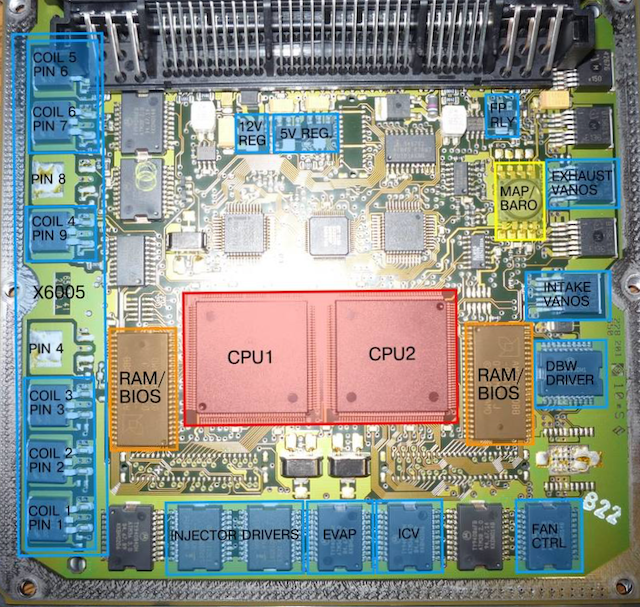 COIL 5
PIN 6
COIL 6
PIN 7
PIN 8
COIL 4
PIN 9
X6005
PIN 4
COIL 3
PIN 3
COIL 2
PIN 2
COIL 1
PIN 1
12V
REG
5V REG.
FP
RLY
MAP/
BARO
EXHAUST
VANOS
INTAKE
VANOS
DBW
DRIVER
CPU1
CPU2
RAM/
BIOS
RAM/
BIOS
INJECTOR DRIVERS
EVAP
ICV
FAN
CTRL
822